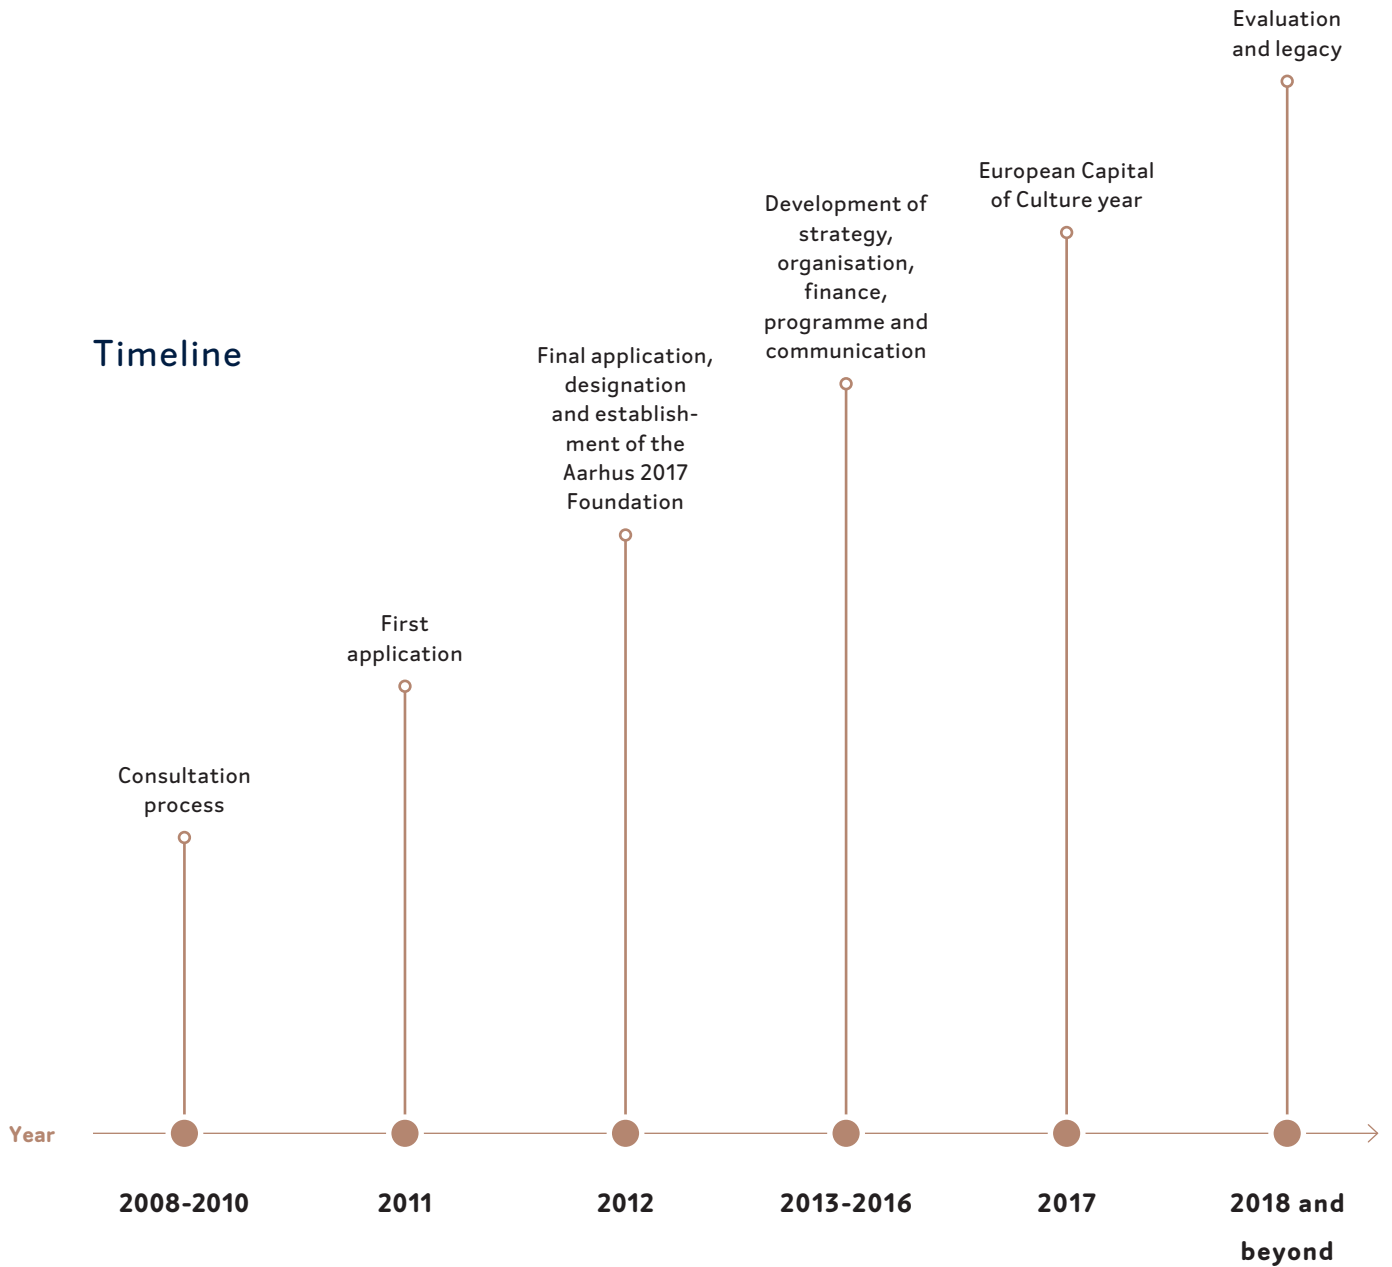 Timeline
Consultation
process
First
application
Final application,
designation
and establish-
ment of the
Aarhus 2017
Foundation
Development of
strategy,
organisation,
finance,
programme and
communication
European Capital
of Culture year
Evaluation
and legacy
Year
2008-2010
2011
2012
2013-2016
2017
2018 and
beyond